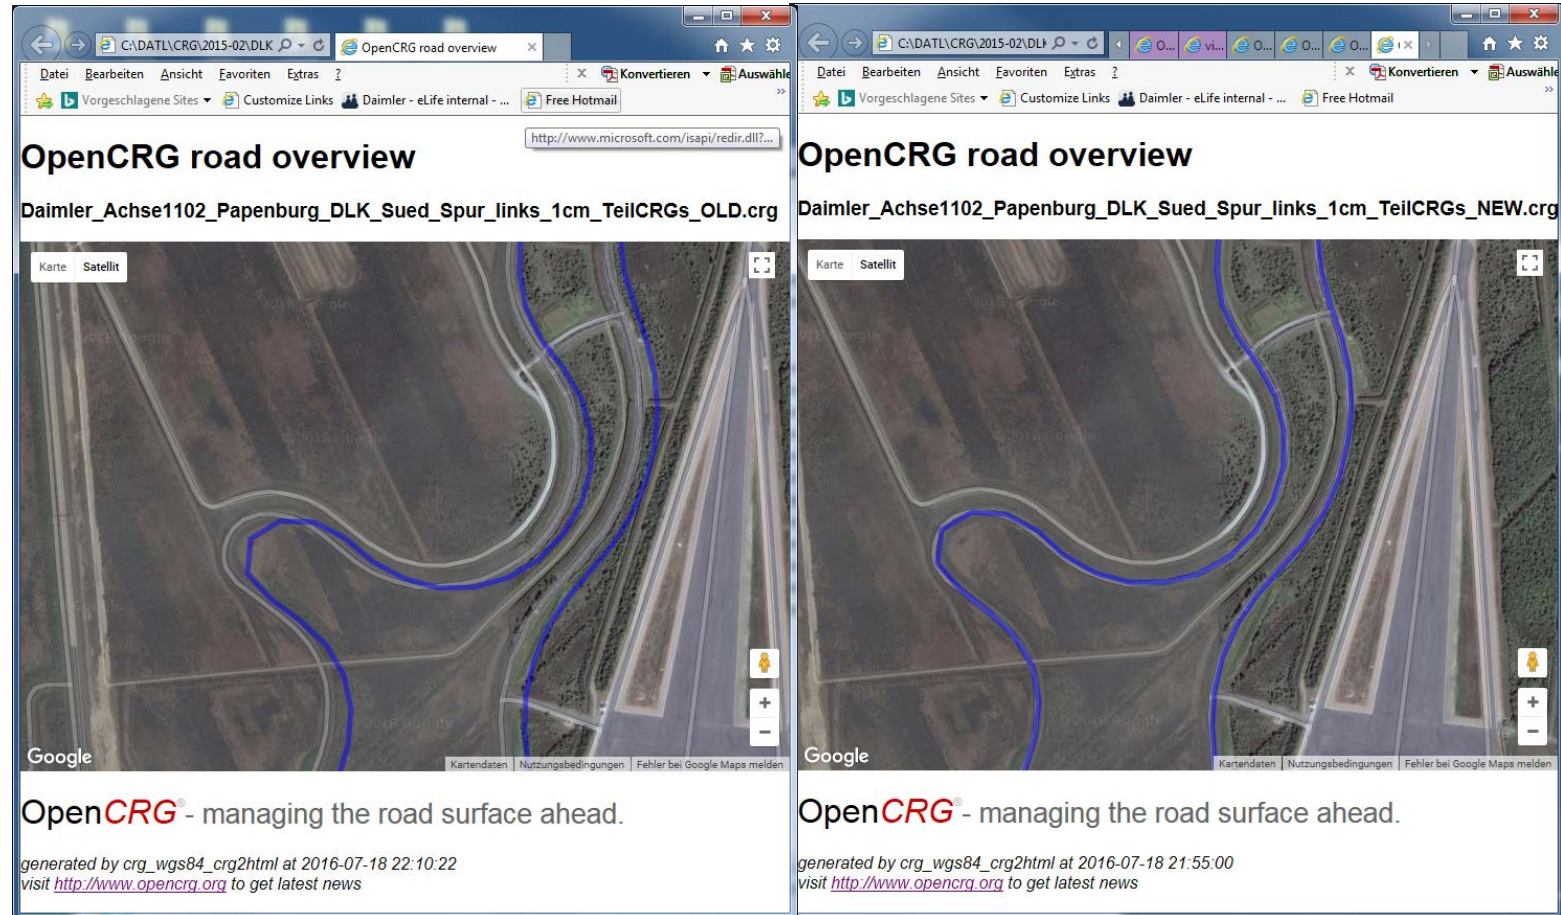 C:\DATL\CRG\2015-02\DLK
OpenCRG road overview
Datei Bearbeiten Ansicht Favoriten Extras ?
Konvertieren
Auswähle
Vorgeschlagene Sites
Customize Links
Daimler - eLife internal - ...
Free Hotmail
http://www.microsoft.com/isapi/redir.dll?...
OpenCRG road overview
Daimler_Achse1102_Papenburg_DLK_Sued_Spur_links_1cm_TeilCRGs_OLD.crg
Karte Satellit
Google
Kartendaten Nutzungsbedingungen Fehler bei Google Maps melden
OpenCRG® - managing the road surface ahead.
generated by crg_wgs84_crg2html at 2016-07-18 22:10:22
visit http://www.opencrg.org to get latest news
C:\DATL\CRG\2015-02\DLK
O... vi... O... O... O...
Datei Bearbeiten Ansicht Favoriten Extras ?
Konvertieren
Auswähle
Vorgeschlagene Sites
Customize Links
Daimler - eLife internal - ...
Free Hotmail
OpenCRG road overview
Daimler_Achse1102_Papenburg_DLK_Sued_Spur_links_1cm_TeilCRGs_NEW.crg
Karte Satellit
Google
Kartendaten Nutzungsbedingungen Fehler bei Google Maps melden
OpenCRG® - managing the road surface ahead.
generated by crg_wgs84_crg2html at 2016-07-18 21:55:00
visit http://www.opencrg.org to get latest news